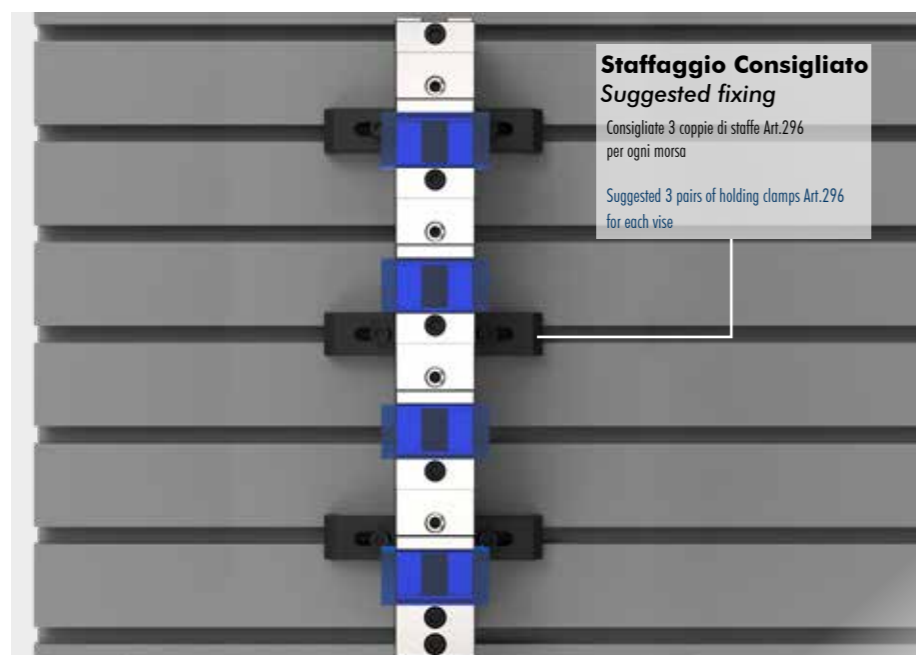 Staffaggio Consigliato
Suggested fixing
Consigliate 3 coppie di staffe Art.296
per ogni morsa
Suggested 3 pairs of holding clamps Art.296
for each vise